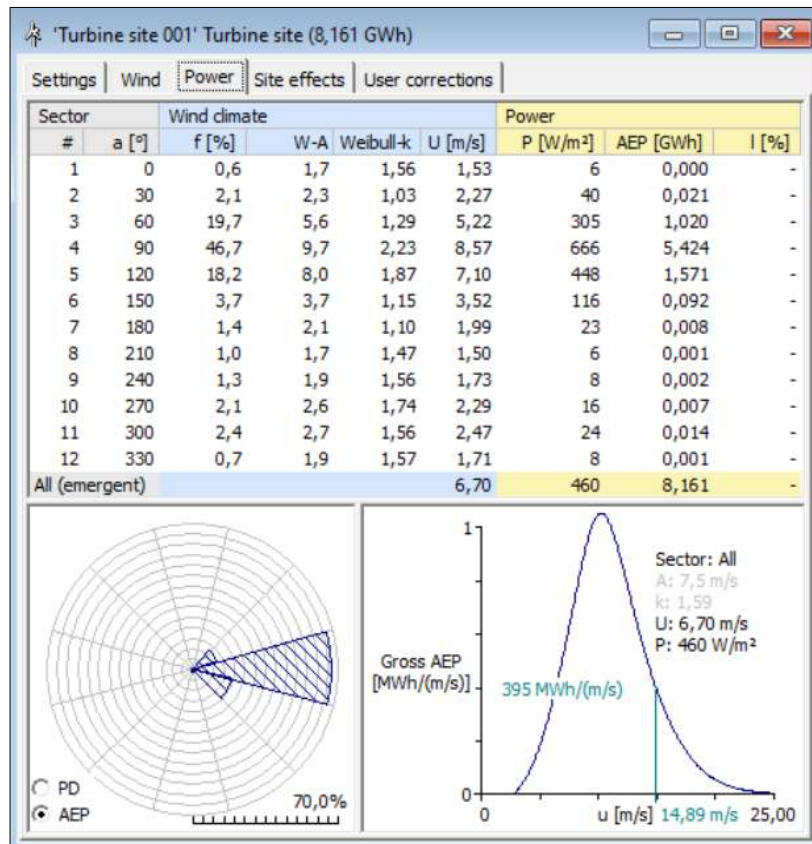 'Turbine site 001' Turbine site (8,161 GWh)
Settings Wind Power Site effects User corrections
Sector Wind climate Power
# a [°] f [%] W-A Weibull-k U [m/s] P [W/m²] AEP [GWh] l [%]
1 0 0,6 1,7 1,56 1,53 6 0,000 -
2 30 2,1 2,3 1,03 2,27 40 0,021 -
3 60 19,7 5,6 1,29 5,22 305 1,020 -
4 90 46,7 9,7 2,23 8,57 666 5,424 -
5 120 18,2 8,0 1,87 7,10 448 1,571 -
6 150 3,7 3,7 1,15 3,52 116 0,092 -
7 180 1,4 2,1 1,10 1,99 23 0,008 -
8 210 1,0 1,7 1,47 1,50 6 0,001 -
9 240 1,3 1,9 1,56 1,73 8 0,002 -
10 270 2,1 2,6 1,74 2,29 16 0,007 -
11 300 2,4 2,7 1,56 2,47 24 0,014 -
12 330 0,7 1,9 1,57 1,71 8 0,001 -
All (emergent) 6,70 460 8,161 -
PD
AEP
70,0%
1
Sector: All
A: 7,5 m/s
k: 1,59
U: 6,70 m/s
P: 460 W/m²
Gross AEP
[MWh/(m/s)]
395 MWh/(m/s)
0
0 u [m/s] 14,89 m/s 25,00